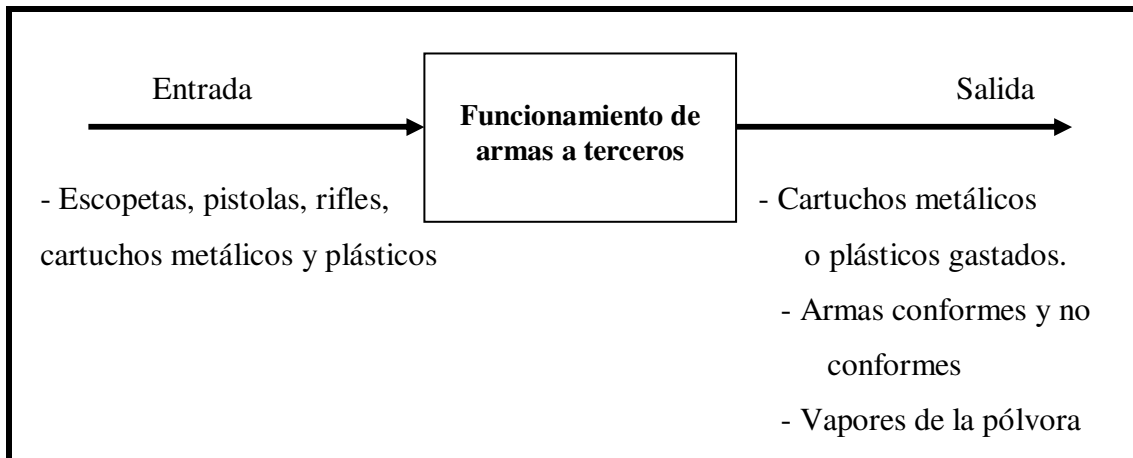 Entrada
Funcionamiento de
armas a terceros
Salida
- Escopetas, pistolas, rifles,
cartuchos metálicos y plásticos
- Cartuchos metálicos
o plásticos gastados.
- Armas conformes y no
conformes
- Vapores de la pólvora